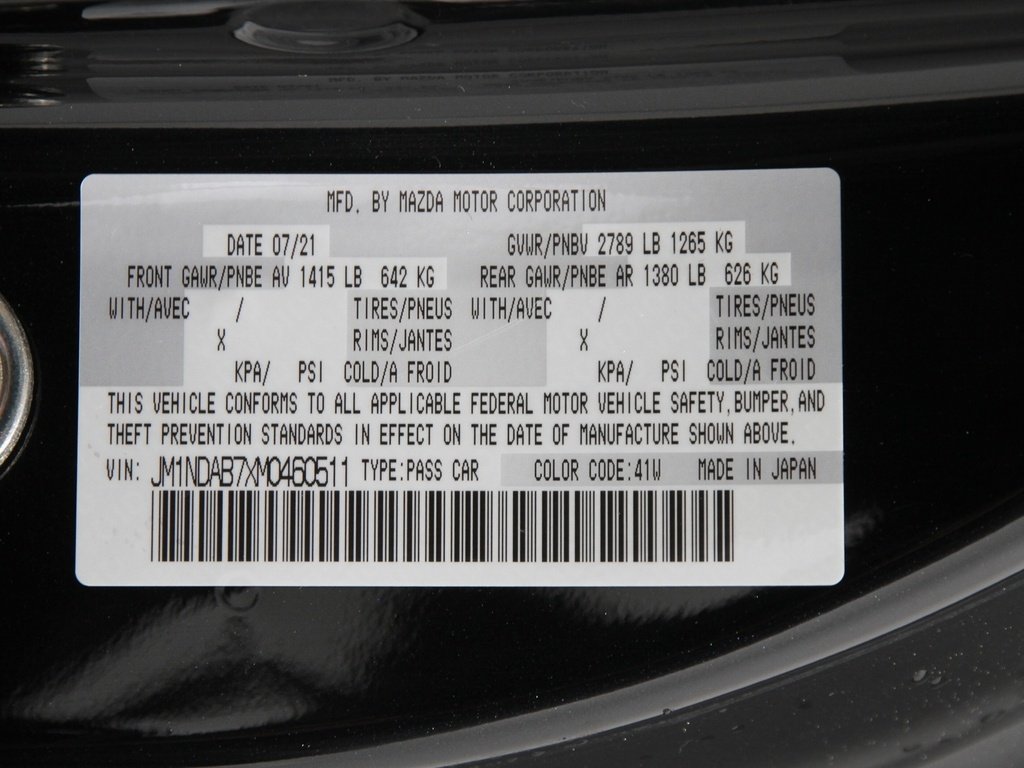 MFD. BY MAZDA MOTOR CORPORATION
DATE 07/21 GVWR/PNBV 2789 LB 1265 KG
FRONT GAWR/PNBE AV 1415 LB 642 KG REAR GAWR/PNBE AR 1380 LB 626 KG
WITH/AVEC / TIRES/PNEUS WITH/AVEC / TIRES/PNEUS
X RIMS/JANTES X RIMS/JANTES
KPA/ PSI COLD/A FROID KPA/ PSI COLD/A FROID
THIS VEHICLE CONFORMS TO ALL APPLICABLE FEDERAL MOTOR VEHICLE SAFETY, BUMPER, AND
THEFT PREVENTION STANDARDS IN EFFECT ON THE DATE OF MANUFACTURE SHOWN ABOVE.
VIN: JM1NDAB7XM0460511 TYPE:PASS CAR COLOR CODE:41W MADE IN JAPAN